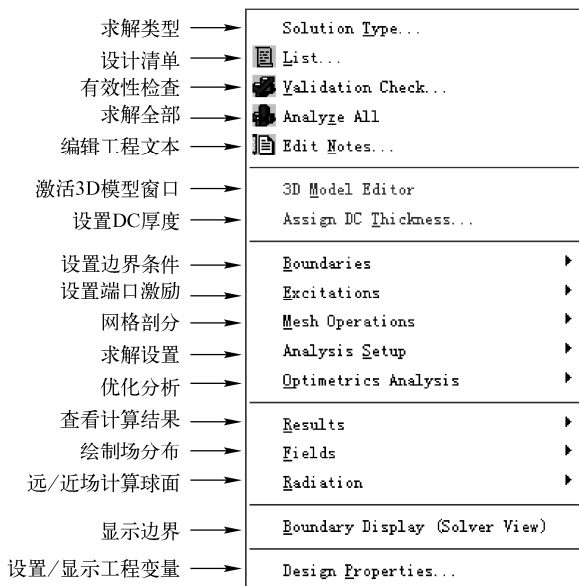 求解类型 Solution Type...
设计清单 List...
有效性检查 Validation Check...
求解全部 Analyze All
编辑工程文本 Edit Notes...
激活3D模型窗口 3D Model Editor
设置DC厚度 Assign DC Thickness...
设置边界条件 Boundaries
设置端口激励 Excitations
网格剖分 Mesh Operations
求解设置 Analysis Setup
优化分析 Optimetrics Analysis
查看计算结果 Results
绘制场分布 Fields
远/近场计算球面 Radiation
显示边界 Boundary Display (Solver View)
设置/显示工程变量 Design Properties...